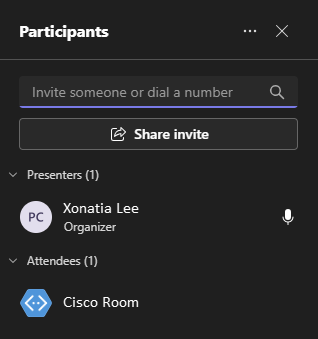 Participants
Invite someone or dial a number
Share invite
Presenters (1)
PC
Xonatia Lee
Organizer
Attendees (1)
Cisco Room